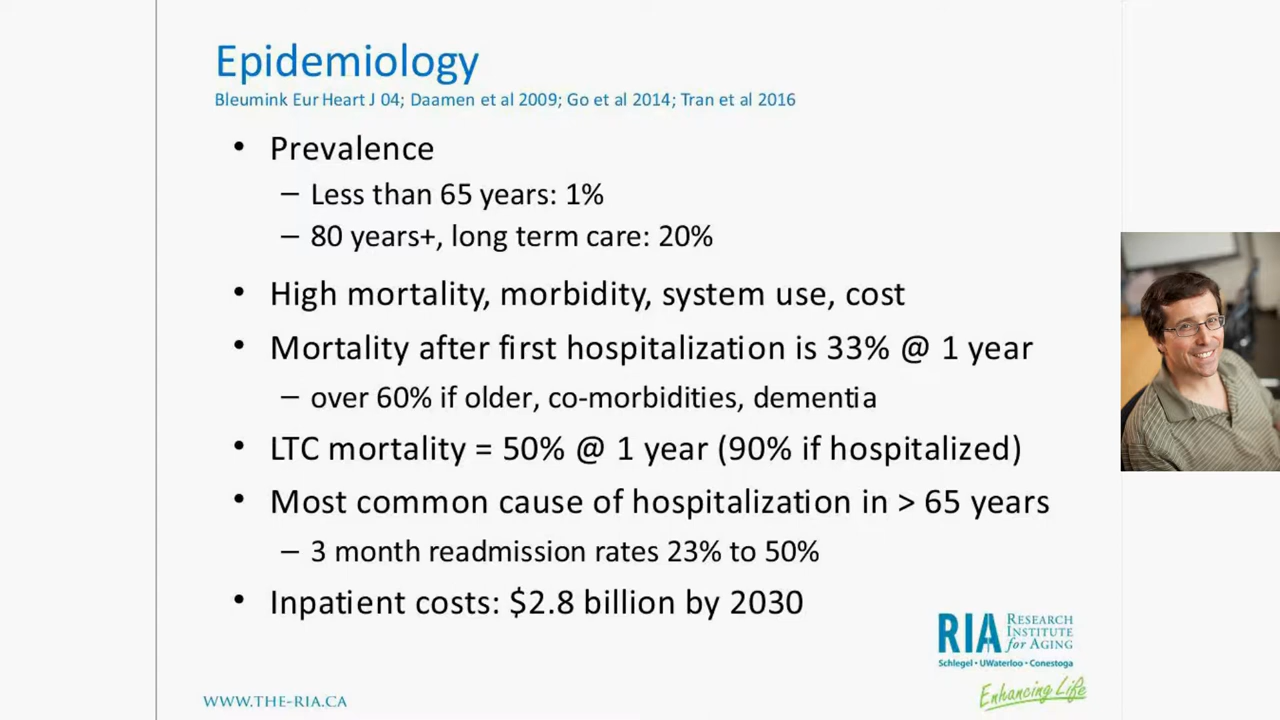 Epidemiology
Bleumink Eur Heart J 04; Daamen et al 2009; Go et al 2014; Tran et al 2016
• Prevalence
– Less than 65 years: 1%
– 80 years+, long term care: 20%
• High mortality, morbidity, system use, cost
• Mortality after first hospitalization is 33% @ 1 year
– over 60% if older, co-morbidities, dementia
• LTC mortality = 50% @ 1 year (90% if hospitalized)
• Most common cause of hospitalization in > 65 years
– 3 month readmission rates 23% to 50%
• Inpatient costs: $2.8 billion by 2030
RIA RESEARCH
INSTITUTE
for AGING
Schlegel • UWaterloo • Conestoga
Enhancing Life
WWW.THE-RIA.CA